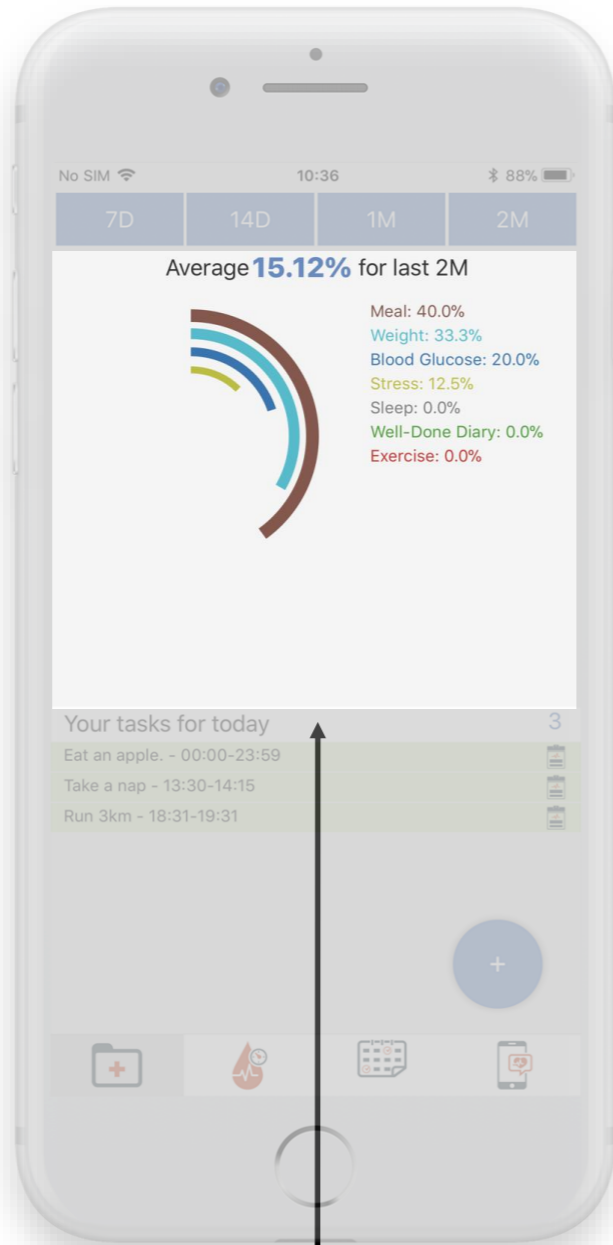 No SIM 10:36 88%
7D 14D 1M 2M
Average 15.12% for last 2M
Meal: 40.0%
Weight: 33.3%
Blood Glucose: 20.0%
Stress: 12.5%
Sleep: 0.0%
Well-Done Diary: 0.0%
Exercise: 0.0%
Your tasks for today 3
Eat an apple. - 00:00-23:59
Take a nap - 13:30-14:15
Run 3km - 18:31-19:31
+